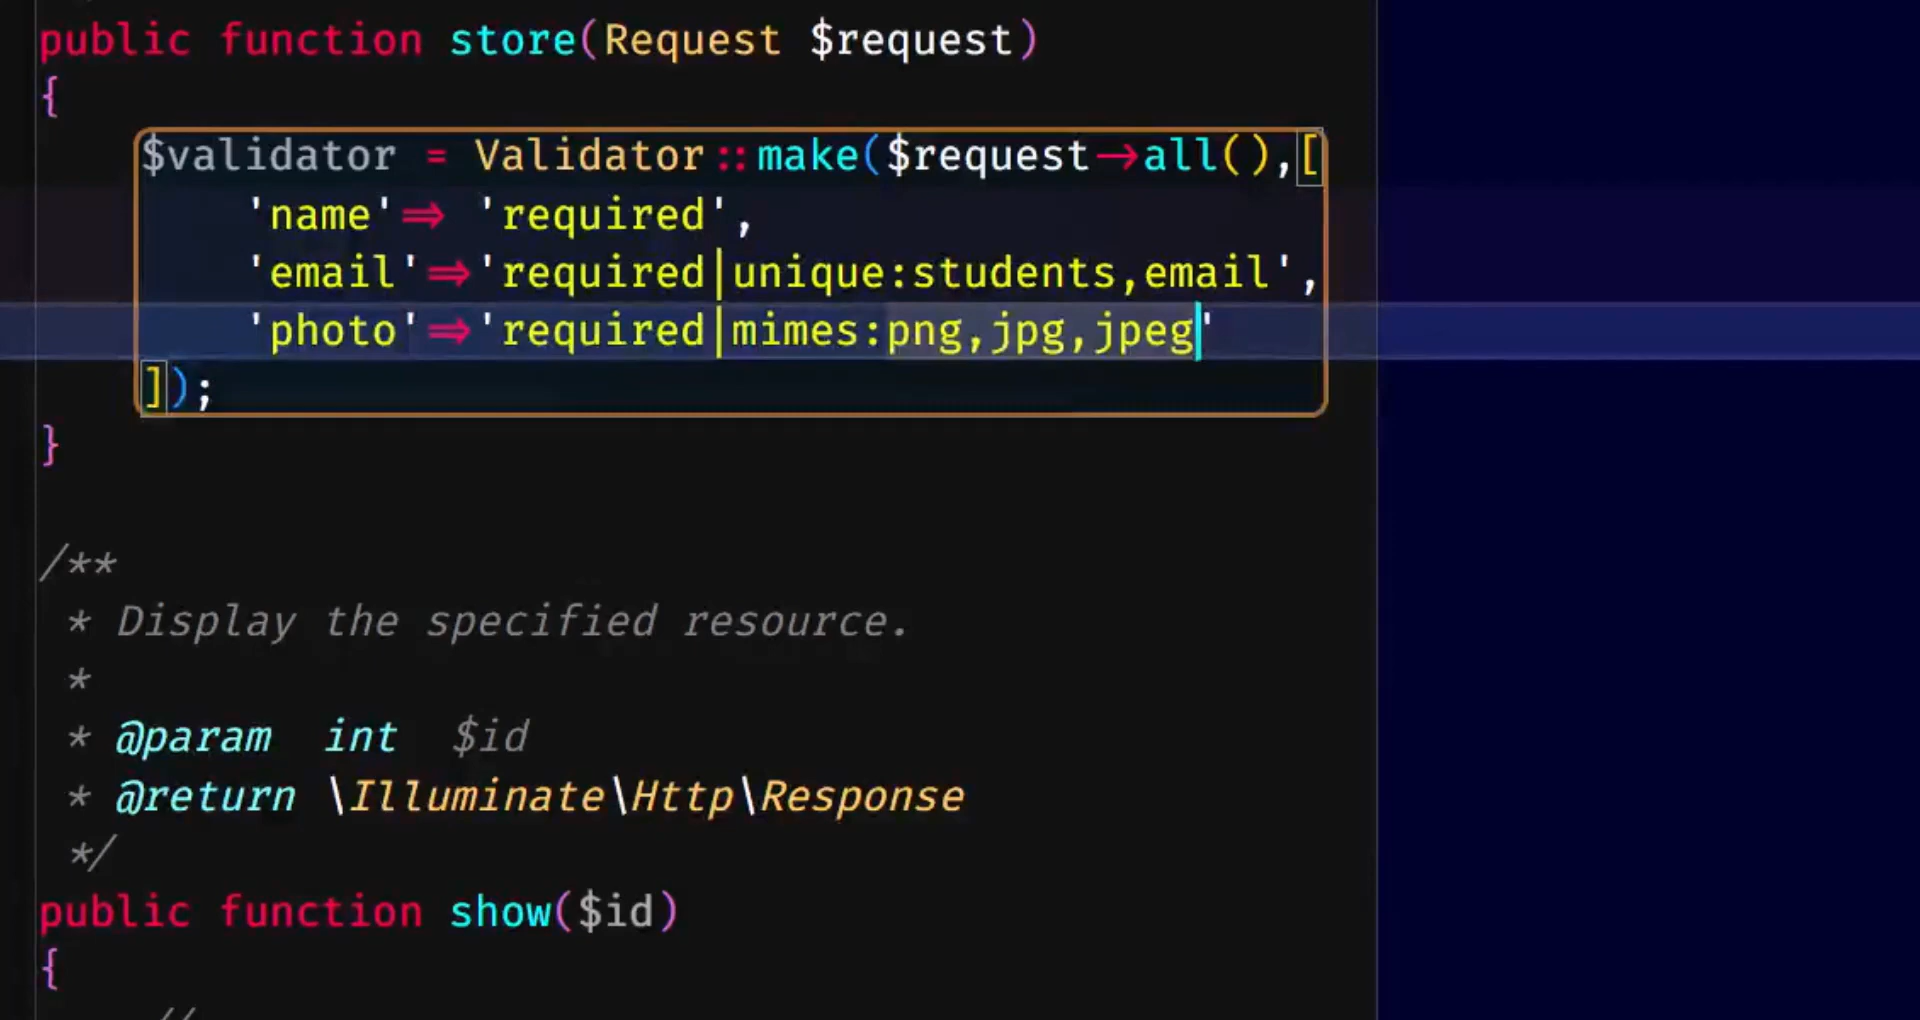 public function store(Request $request)
{
$validator = Validator::make($request->all(),[
'name'=> 'required',
'email'=>'required|unique:students,email',
'photo'=>'required|mimes:png,jpg,jpeg'
]);
}
/**
* Display the specified resource.
*
* @param  int  $id
* @return \Illuminate\Http\Response
*/
public function show($id)
{
//